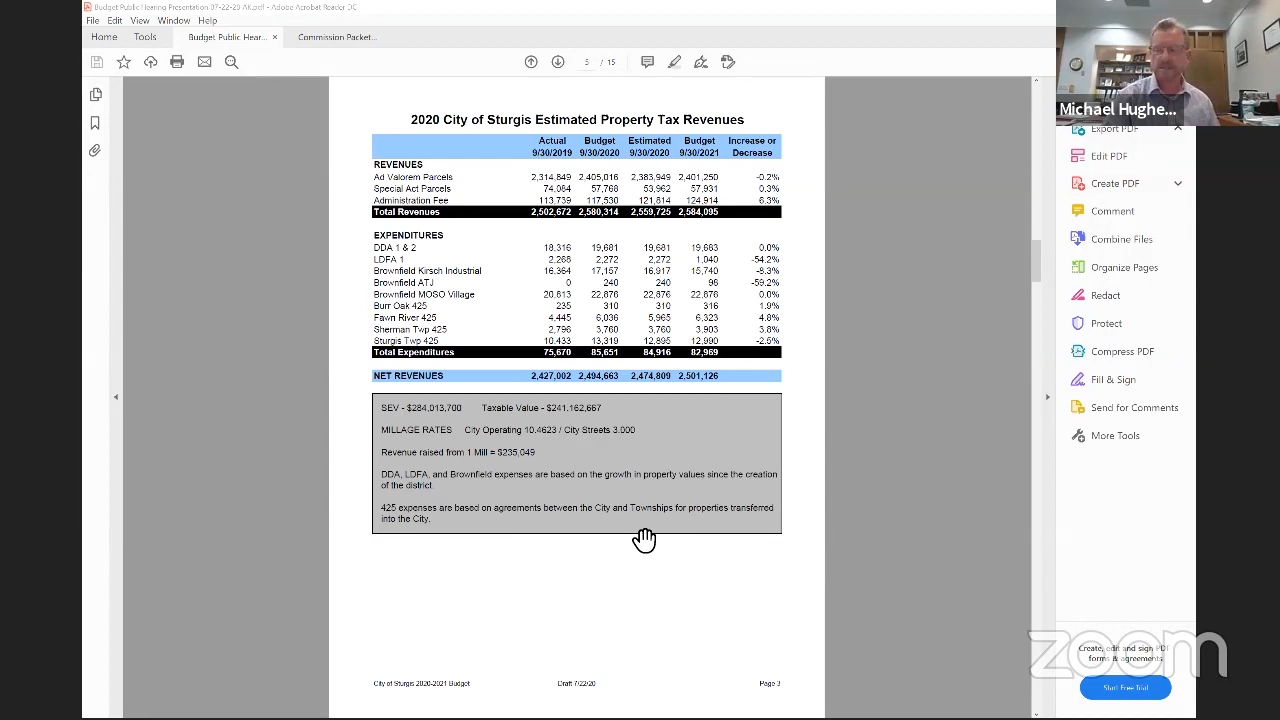 Budget Public Hearing Presentation 07-22-20 AK.pdf - Adobe Acrobat Reader DC
File Edit View Window Help
Home Tools Budget Public Hear... × Commission Packet...
5 / 15
Michael Hughe...
Export PDF
Edit PDF
Create PDF
Comment
Combine Files
Organize Pages
Redact
Protect
Compress PDF
Fill & Sign
Send for Comments
More Tools
2020 City of Sturgis Estimated Property Tax Revenues
Actual Budget Estimated Budget Increase or
9/30/2019 9/30/2020 9/30/2020 9/30/2021 Decrease
REVENUES
Ad Valorem Parcels 2,314,849 2,405,016 2,383,949 2,401,250 -0.2%
Special Act Parcels 74,084 57,768 53,962 57,931 0.3%
Administration Fee 113,739 117,530 121,814 124,914 6.3%
Total Revenues 2,502,672 2,580,314 2,559,725 2,584,095
EXPENDITURES
DDA 1 & 2 18,316 19,681 19,681 19,683 0.0%
LDFA 1 2,268 2,272 2,272 1,040 -54.2%
Brownfield Kirsch Industrial 16,364 17,157 16,917 15,740 -8.3%
Brownfield ATJ 0 240 240 98 -59.2%
Brownfield MOSO Village 20,813 22,876 22,876 22,876 0.0%
Burr Oak 425 235 310 310 316 1.9%
Fawn River 425 4,445 6,036 5,965 6,323 4.8%
Sherman Twp 425 2,796 3,760 3,760 3,903 3.8%
Sturgis Twp 425 10,433 13,319 12,895 12,990 -2.5%
Total Expenditures 75,670 85,651 84,916 82,969
NET REVENUES 2,427,002 2,494,663 2,474,809 2,501,126
SEV - $284,013,700 Taxable Value - $241,162,667
MILLAGE RATES City Operating 10.4623 / City Streets 3.000
Revenue raised from 1 Mill = $235,049
DDA, LDFA, and Brownfield expenses are based on the growth in property values since the creation
of the district.
425 expenses are based on agreements between the City and Townships for properties transferred
into the City.
City of Sturgis 2020-2021 Budget Draft 7/22/20 Page 3
zoom
Create, edit and sign PDF
forms & agreements
Start Free Trial